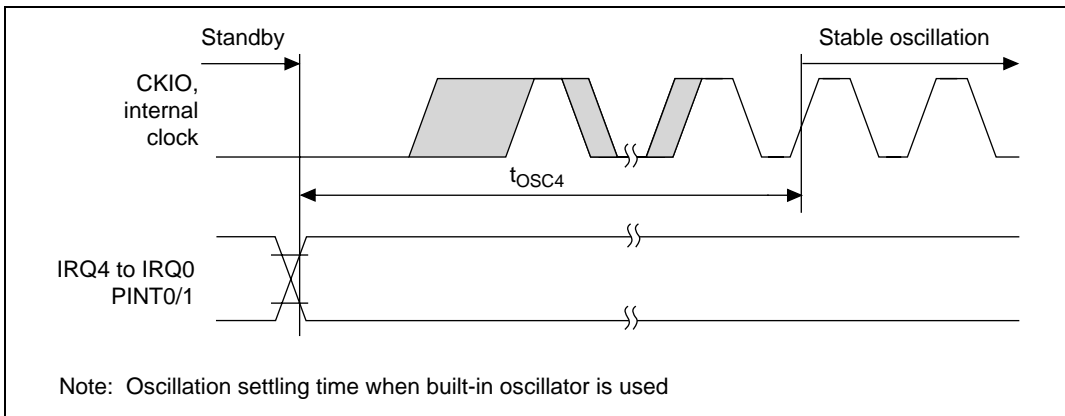 Standby
Stable oscillation
CKIO,
internal
clock
tOSC4
IRQ4 to IRQ0
PINT0/1
Note: Oscillation settling time when built-in oscillator is used